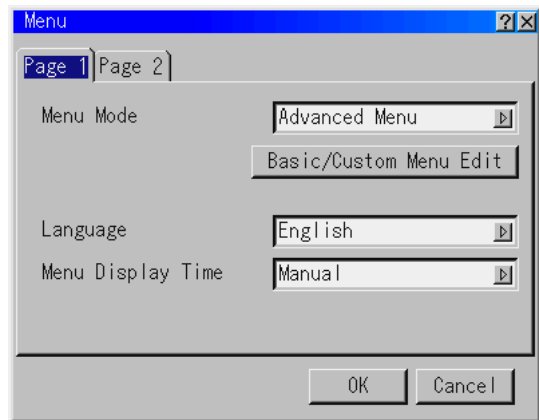 Menu
Page 1 Page 2
Menu Mode Advanced Menu
Basic/Custom Menu Edit
Language English
Menu Display Time Manual
OK Cancel